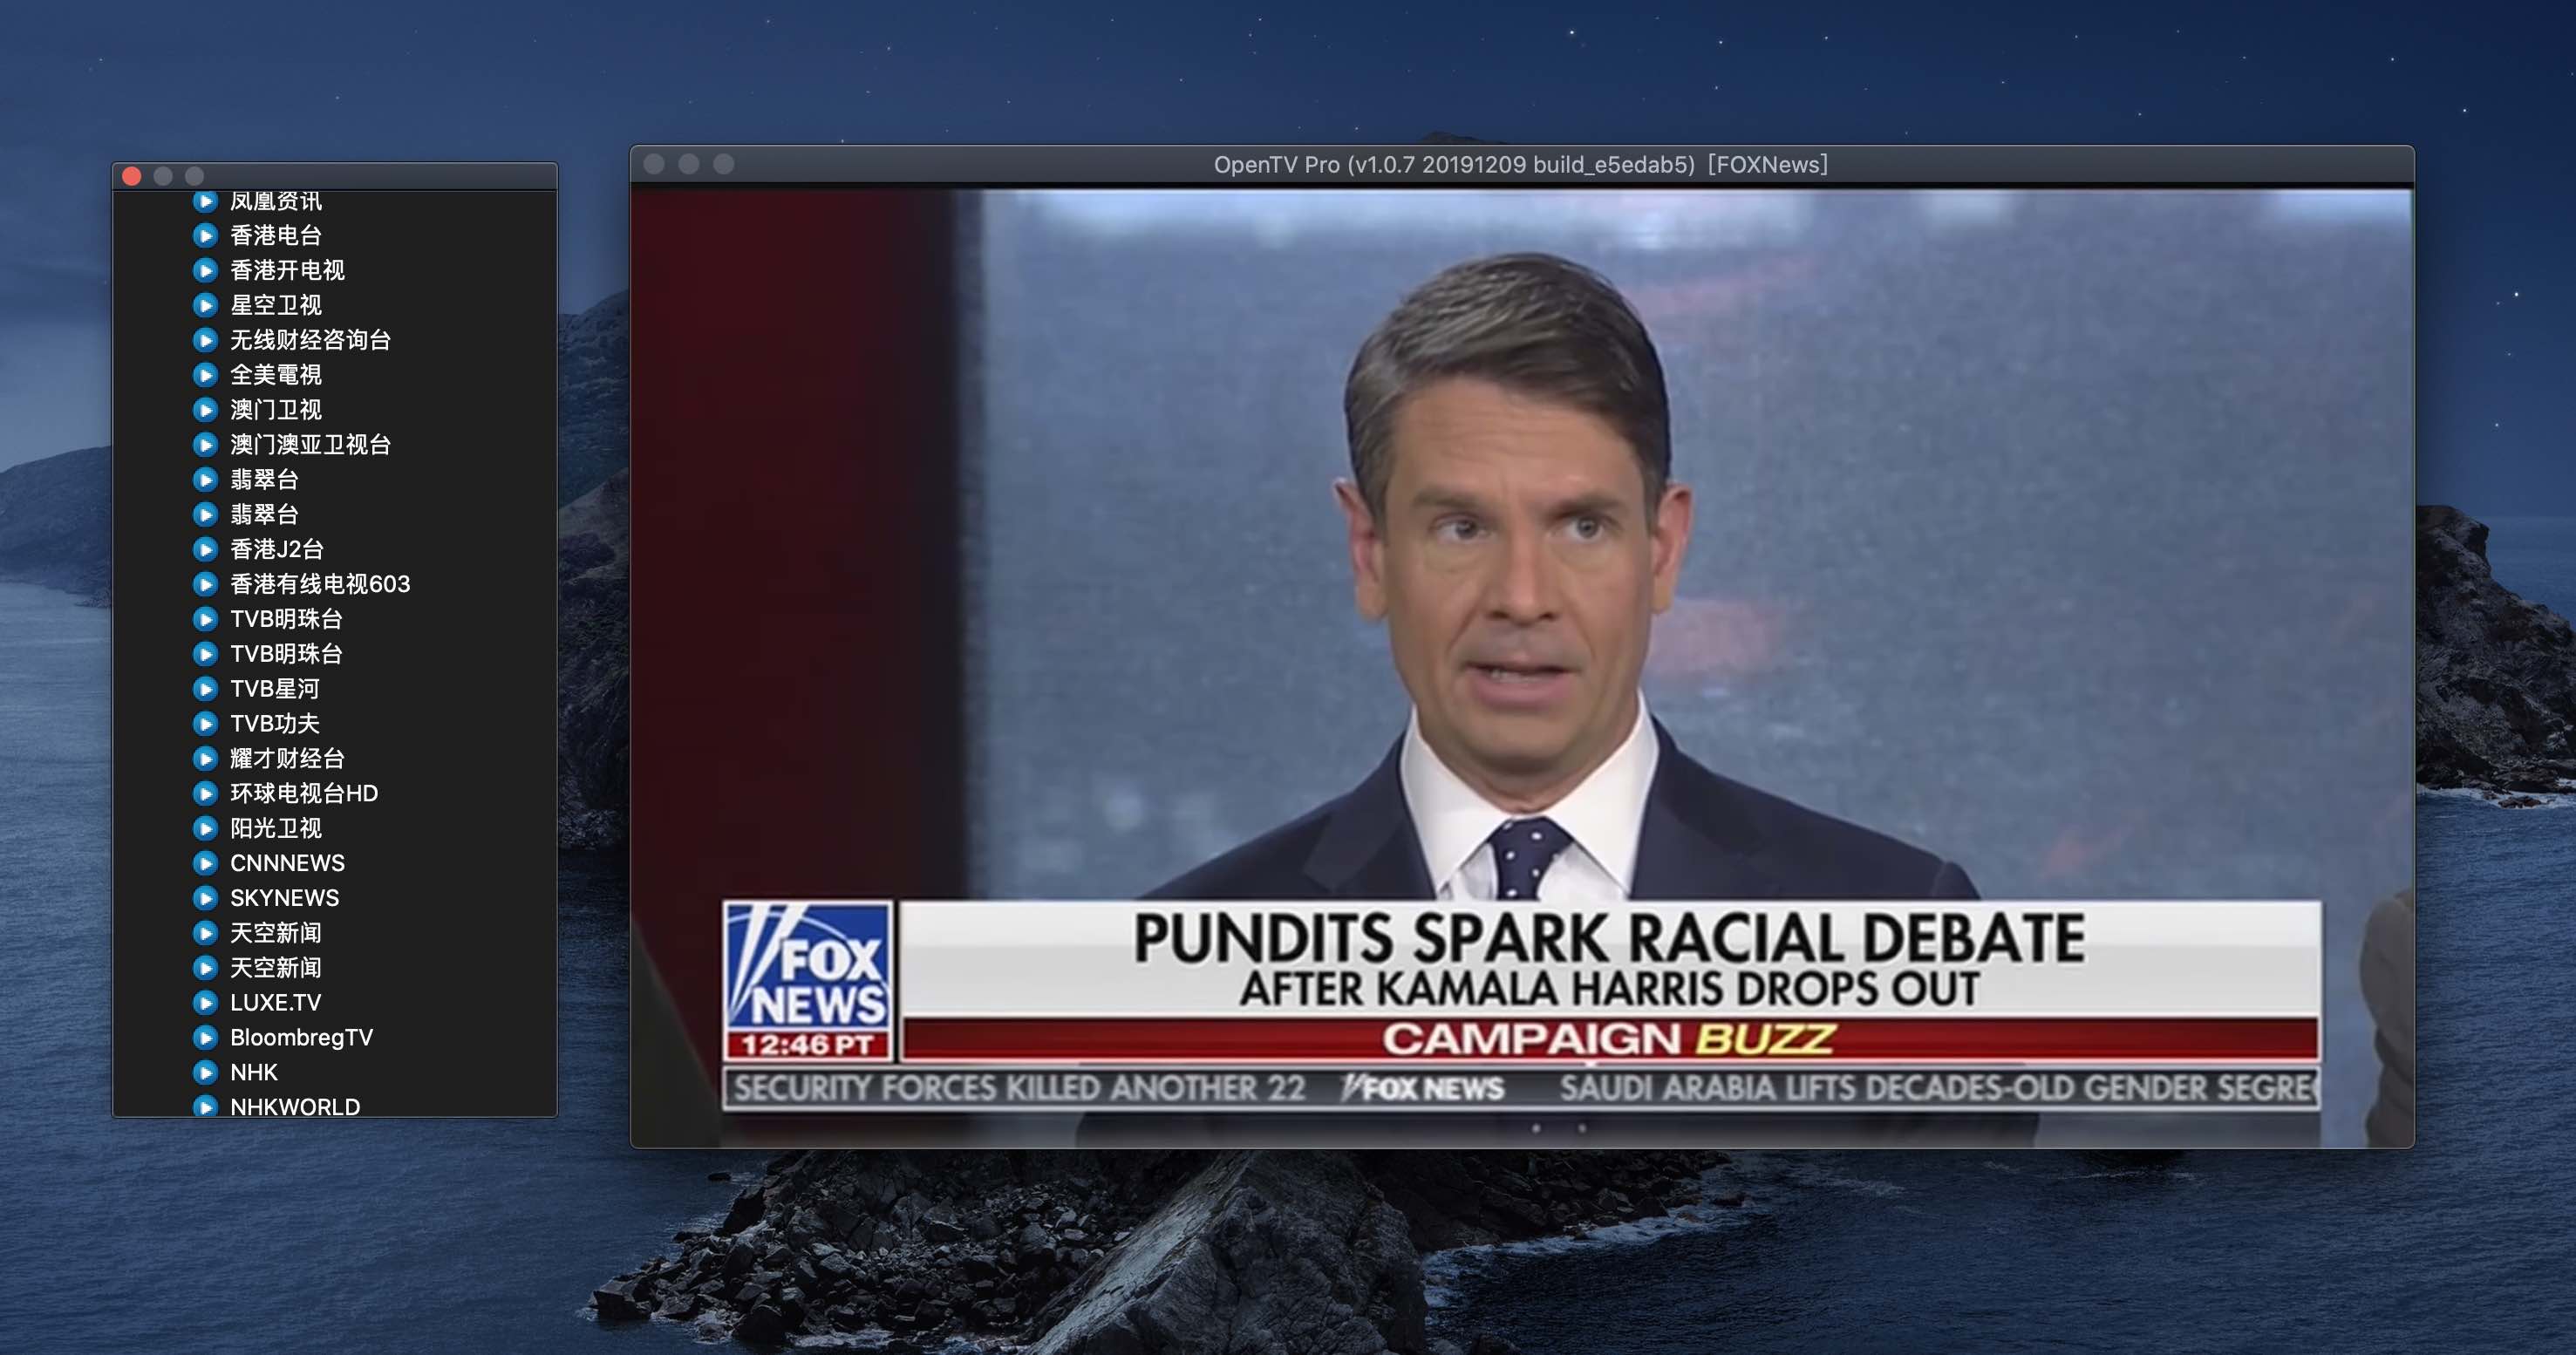 OpenTV Pro (v1.0.7 20191209 build_e5edab5) [FOXNews]
凤凰资讯
香港电台
香港开电视
星空卫视
无线财经咨询台
全美電視
澳门卫视
澳门澳亚卫视台
翡翠台
翡翠台
香港J2台
香港有线电视603
TVB明珠台
TVB明珠台
TVB星河
TVB功夫
耀才财经台
环球电视台HD
阳光卫视
CNNNEWS
SKYNEWS
天空新闻
天空新闻
LUXE.TV
BloombregTV
NHK
NHKWORLD
FOX
NEWS
12:46 PT
PUNDITS SPARK RACIAL DEBATE
AFTER KAMALA HARRIS DROPS OUT
CAMPAIGN BUZZ
SECURITY FORCES KILLED ANOTHER 22 FOX NEWS SAUDI ARABIA LIFTS DECADES-OLD GENDER SEGRE